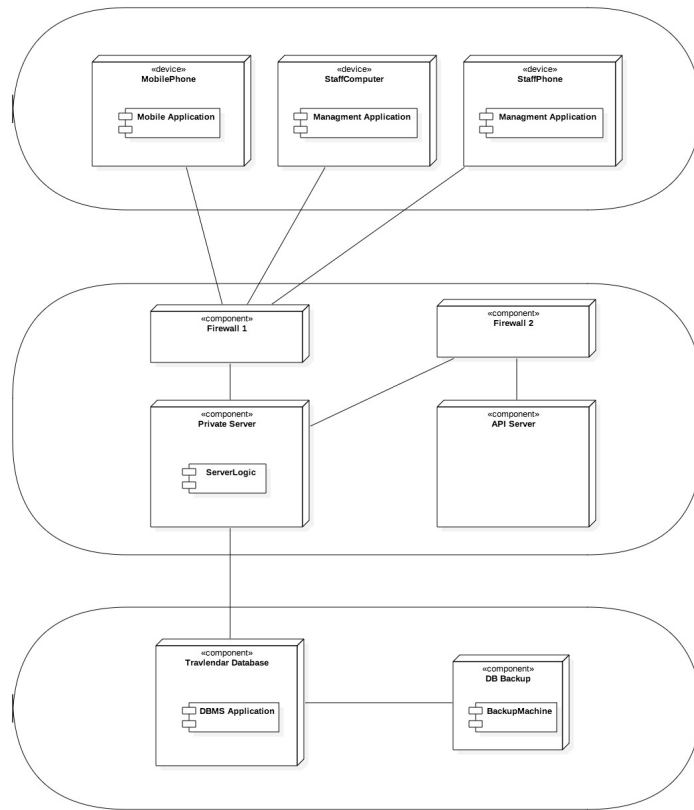 «device»
MobilePhone
Mobile Application
«device»
StaffComputer
Managment Application
«device»
StaffPhone
Managment Application
«component»
Firewall 1
«component»
Firewall 2
«component»
Private Server
ServerLogic
«component»
API Server
«component»
Travlendar Database
DBMS Application
«component»
DB Backup
BackupMachine